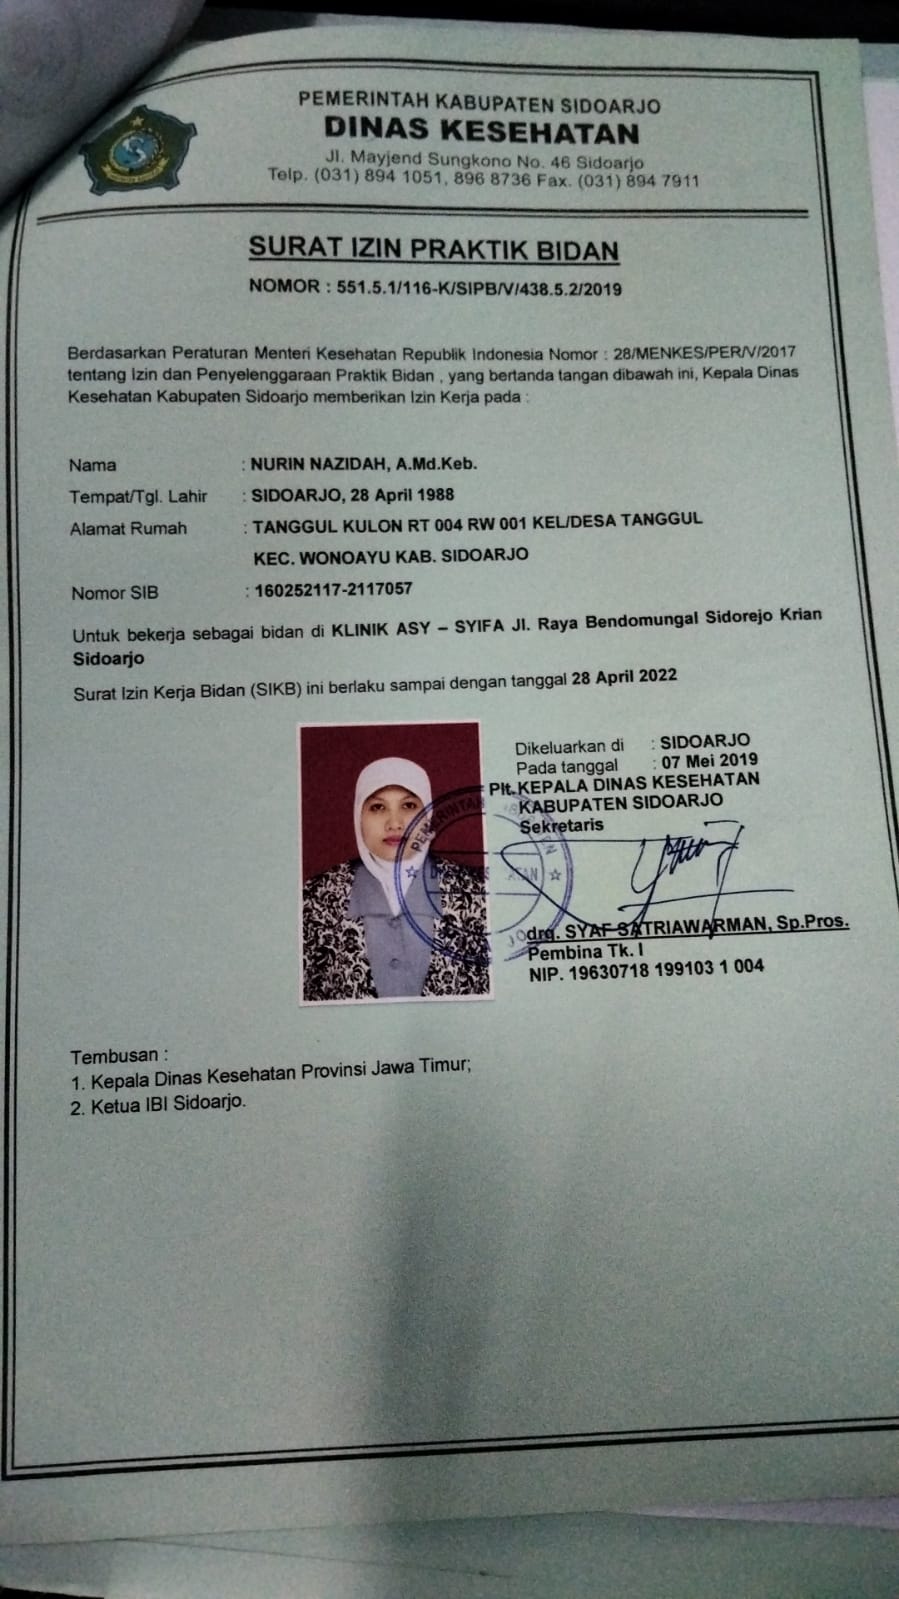 PEMERINTAH KABUPATEN SIDOARJO
DINAS KESEHATAN
Jl. Mayjend Sungkono No. 46 Sidoarjo
Telp. (031) 894 1051, 896 8736 Fax. (031) 894 7911
SURAT IZIN PRAKTIK BIDAN
NOMOR : 551.5.1/116-K/SIPB/V/438.5.2/2019
Berdasarkan Peraturan Menteri Kesehatan Republik Indonesia Nomor : 28/MENKES/PER/V/2017
tentang Izin dan Penyelenggaraan Praktik Bidan , yang bertanda tangan dibawah ini, Kepala Dinas
Kesehatan Kabupaten Sidoarjo memberikan Izin Kerja pada :
Nama : NURIN NAZIDAH, A.Md.Keb.
Tempat/Tgl. Lahir : SIDOARJO, 28 April 1988
Alamat Rumah : TANGGUL KULON RT 004 RW 001 KEL/DESA TANGGUL
KEC. WONOAYU KAB. SIDOARJO
Nomor SIB : 160252117-2117057
Untuk bekerja sebagai bidan di KLINIK ASY – SYIFA Jl. Raya Bendomungal Sidorejo Krian
Sidoarjo
Surat Izin Kerja Bidan (SIKB) ini berlaku sampai dengan tanggal 28 April 2022
Dikeluarkan di : SIDOARJO
Pada tanggal : 07 Mei 2019
Plt.KEPALA DINAS KESEHATAN
KABUPATEN SIDOARJO
Sekretaris
drg. SYAF SATRIAWARMAN, Sp.Pros.
Pembina Tk. I
NIP. 19630718 199103 1 004
Tembusan :
1. Kepala Dinas Kesehatan Provinsi Jawa Timur;
2. Ketua IBI Sidoarjo.